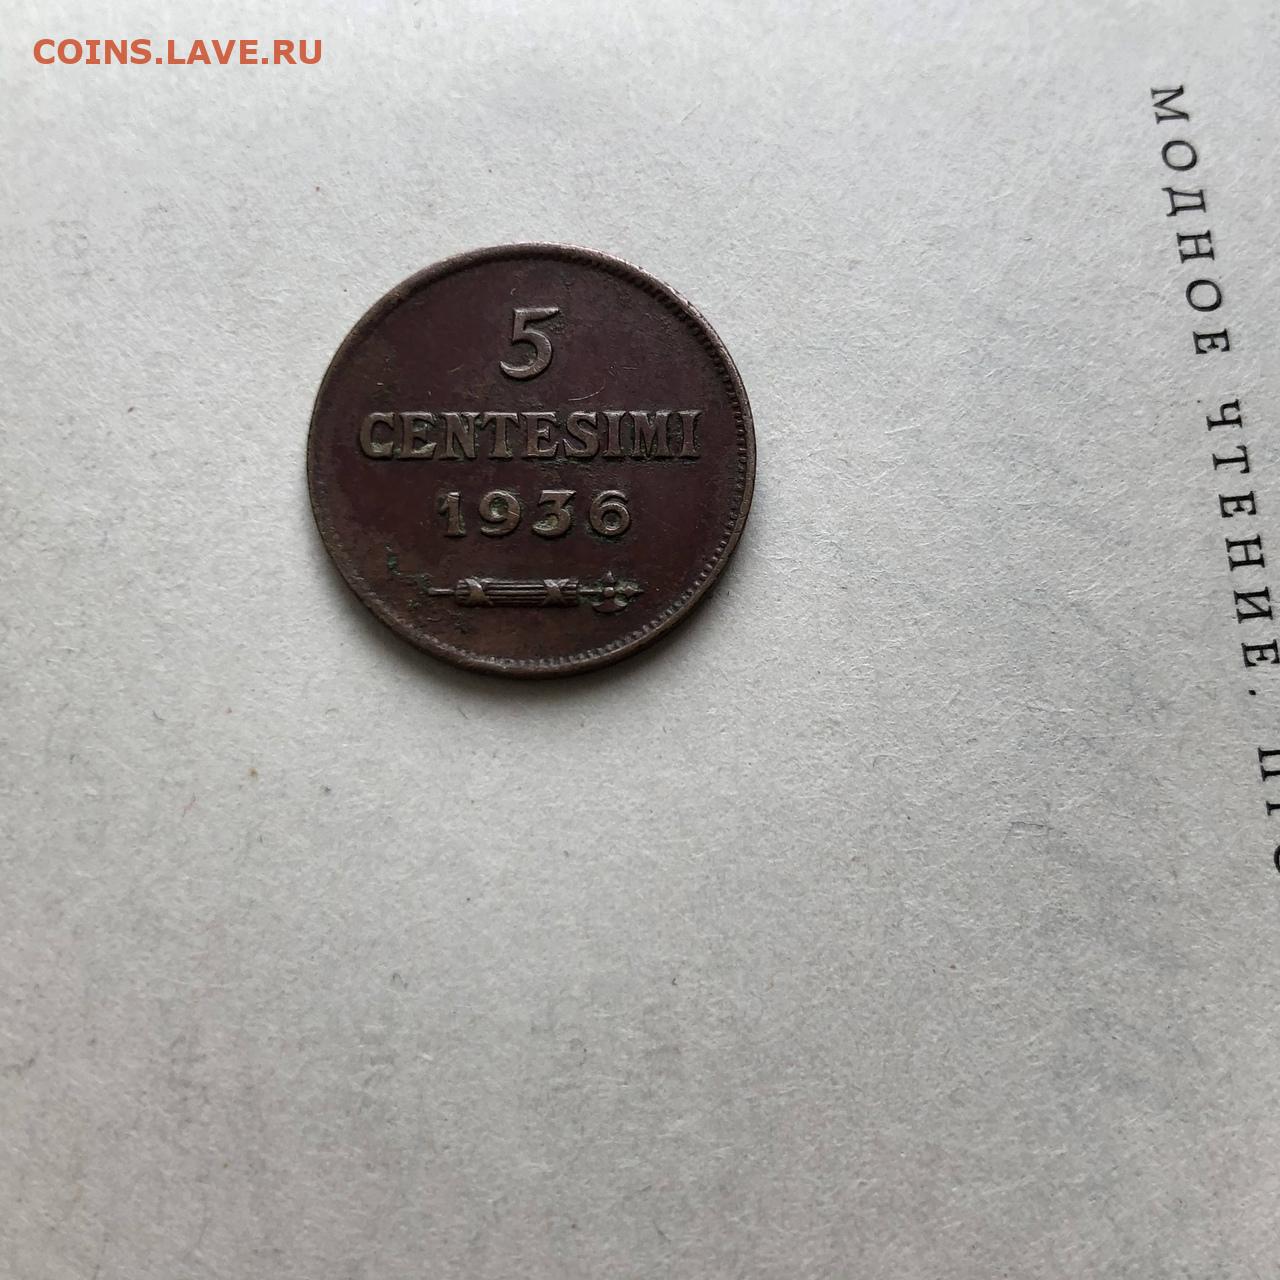 COINS.LAVE.RU
5
CENTESIMI
1936
МОДНОЕ ЧТЕНИЕ.